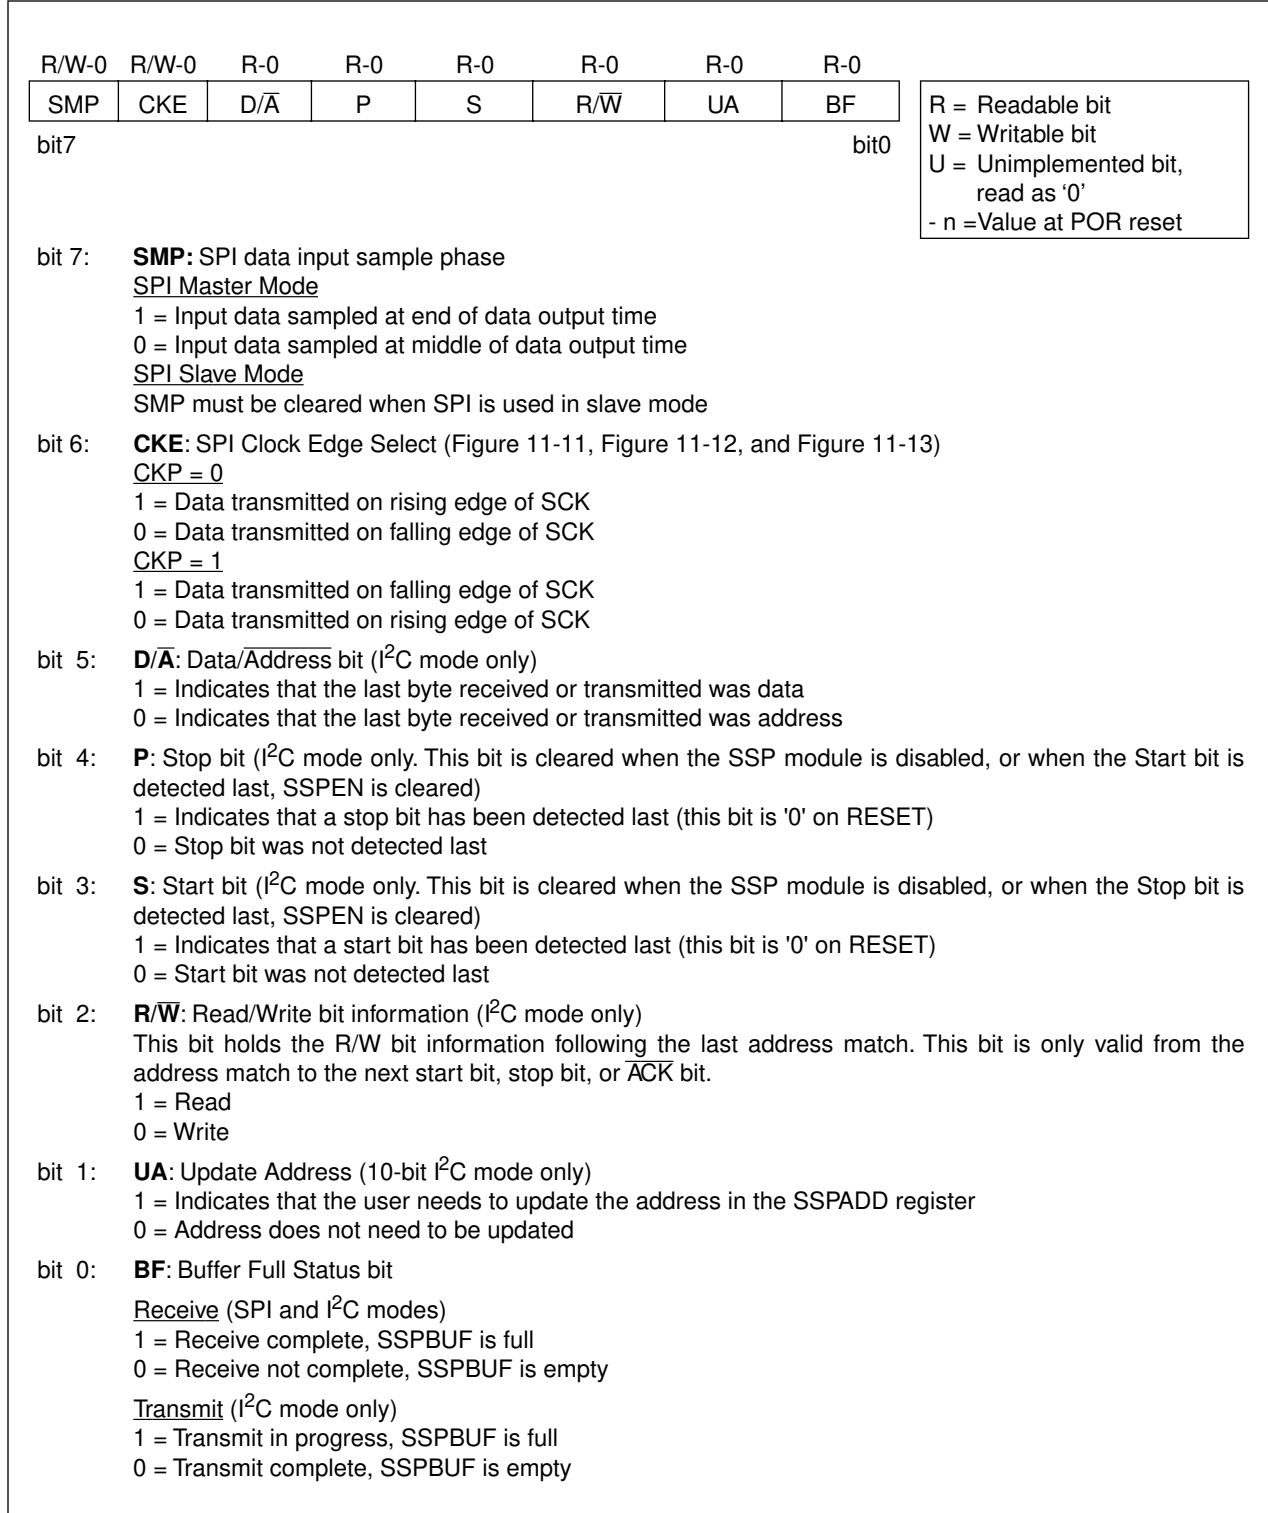 R/W-0 R/W-0 R-0 R-0 R-0 R-0 R-0 R-0
SMP CKE D/A̅ P S R/W̅ UA BF
bit7 bit0
R = Readable bit
W = Writable bit
U = Unimplemented bit,
read as ‘0’
- n =Value at POR reset
bit 7: SMP: SPI data input sample phase
SPI Master Mode
1 = Input data sampled at end of data output time
0 = Input data sampled at middle of data output time
SPI Slave Mode
SMP must be cleared when SPI is used in slave mode
bit 6: CKE: SPI Clock Edge Select (Figure 11-11, Figure 11-12, and Figure 11-13)
CKP = 0
1 = Data transmitted on rising edge of SCK
0 = Data transmitted on falling edge of SCK
CKP = 1
1 = Data transmitted on falling edge of SCK
0 = Data transmitted on rising edge of SCK
bit 5: D/A̅: Data/A̅d̅d̅r̅e̅s̅s̅ bit (I²C mode only)
1 = Indicates that the last byte received or transmitted was data
0 = Indicates that the last byte received or transmitted was address
bit 4: P: Stop bit (I²C mode only. This bit is cleared when the SSP module is disabled, or when the Start bit is
detected last, SSPEN is cleared)
1 = Indicates that a stop bit has been detected last (this bit is '0' on RESET)
0 = Stop bit was not detected last
bit 3: S: Start bit (I²C mode only. This bit is cleared when the SSP module is disabled, or when the Stop bit is
detected last, SSPEN is cleared)
1 = Indicates that a start bit has been detected last (this bit is '0' on RESET)
0 = Start bit was not detected last
bit 2: R/W̅: Read/Write bit information (I²C mode only)
This bit holds the R/W bit information following the last address match. This bit is only valid from the
address match to the next start bit, stop bit, or A̅C̅K̅ bit.
1 = Read
0 = Write
bit 1: UA: Update Address (10-bit I²C mode only)
1 = Indicates that the user needs to update the address in the SSPADD register
0 = Address does not need to be updated
bit 0: BF: Buffer Full Status bit
Receive (SPI and I²C modes)
1 = Receive complete, SSPBUF is full
0 = Receive not complete, SSPBUF is empty
Transmit (I²C mode only)
1 = Transmit in progress, SSPBUF is full
0 = Transmit complete, SSPBUF is empty